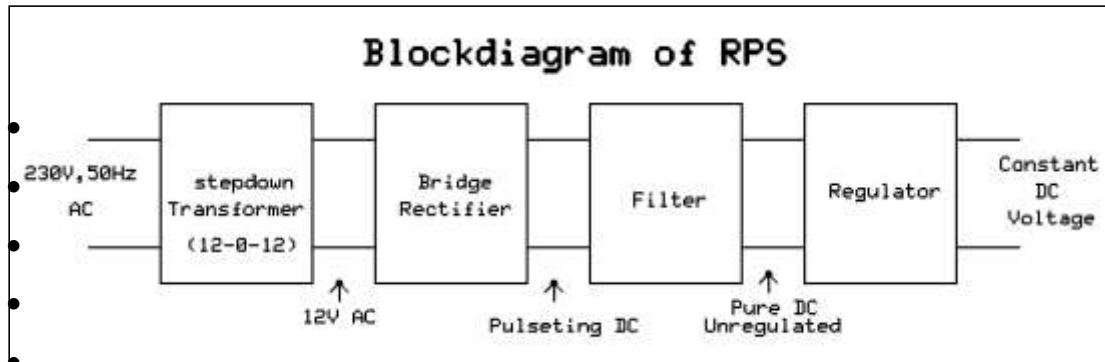 Blockdiagram of RPS
230V,50Hz
AC
stepdown
Transformer
(12-0-12)
12V AC
Bridge
Rectifier
Pulseting DC
Filter
Pure DC
Unregulated
Regulator
Constant
DC
Voltage